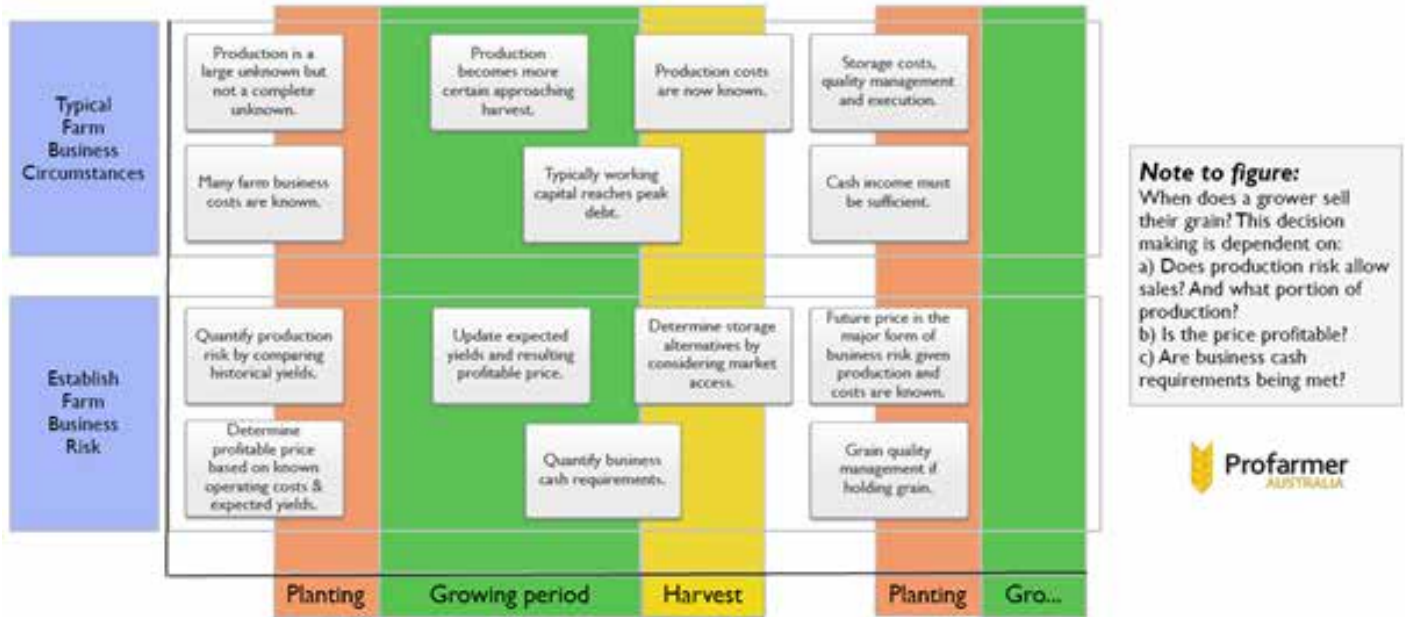 Typical
Farm
Business
Circumstances
Production is a
large unknown but
not a complete
unknown.
Production
becomes more
certain approaching
harvest.
Production costs
are now known.
Storage costs,
quality management
and execution.
Many farm business
costs are known.
Typically working
capital reaches peak
debt.
Cash income must
be sufficient.
Establish
Farm
Business
Risk
Quantify production
risk by comparing
historical yields.
Update expected
yields and resulting
profitable price.
Determine storage
alternatives by
considering market
access.
Future price is the
major form of
business risk given
production and
costs are known.
Determine
profitable price
based on known
operating costs &
expected yields.
Quantify business
cash requirements.
Grain quality
management if
holding grain.
Planting
Growing period
Harvest
Planting
Gro...
Note to figure:
When does a grower sell
their grain? This decision
making is dependent on:
a) Does production risk allow
sales? And what portion of
production?
b) Is the price profitable?
c) Are business cash
requirements being met?
Profarmer
AUSTRALIA